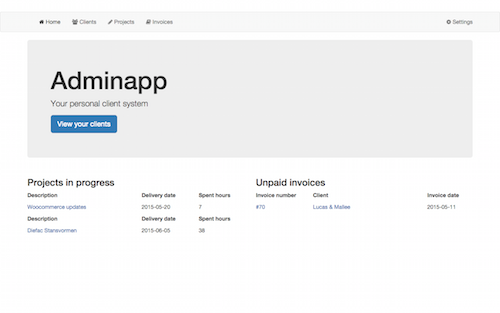 Home Clients Projects Invoices Settings
Adminapp
Your personal client system
View your clients
Projects in progress
Description Delivery date Spent hours
Woocommerce updates 2015-05-20 7
Description Delivery date Spent hours
Diefac Stansvormen 2015-06-05 38
Unpaid invoices
Invoice number Client Invoice date
#70 Lucas & Mallee 2015-05-11